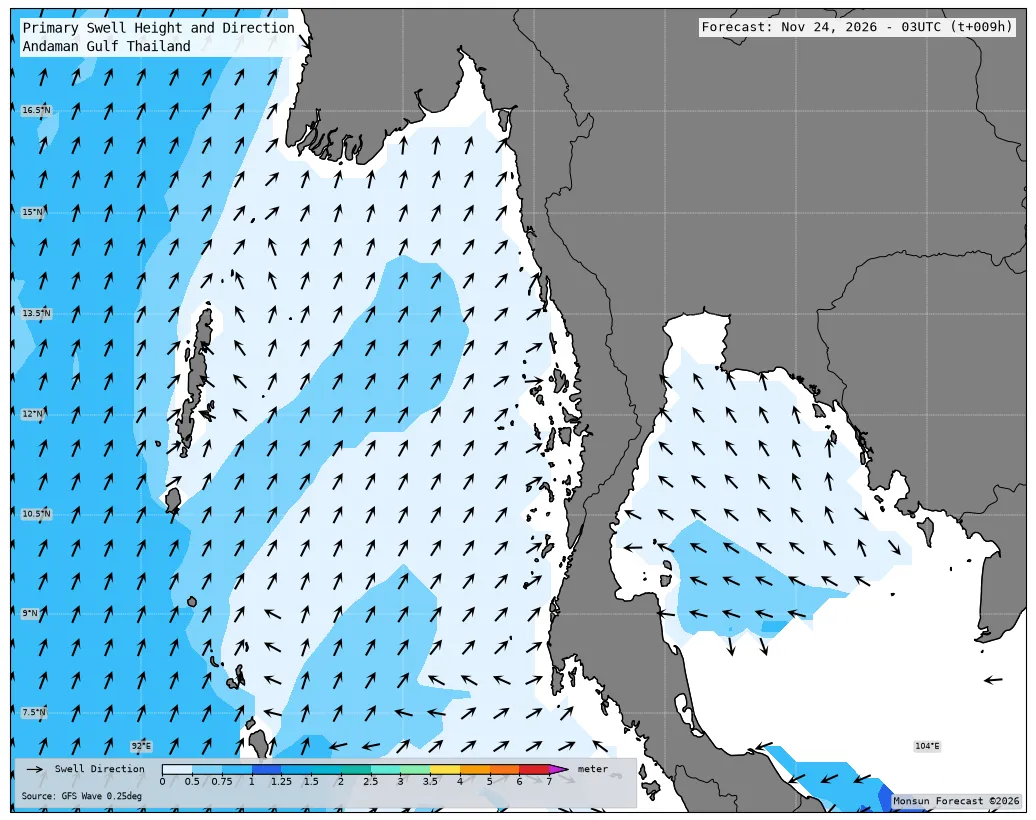 Primary Swell Height and Direction
Andaman Gulf Thailand
Forecast: Nov 24, 2026 - 03UTC (t+009h)
16.5°N
15°N
13.5°N
12°N
10.5°N
9°N
7.5°N
92°E
104°E
Swell Direction
0 0.5 0.75 1.25 1.5 2 2.5 3 3.5 4 5 6 7
meter
Source: GFS Wave 0.25deg
Monsun Forecast ©2026